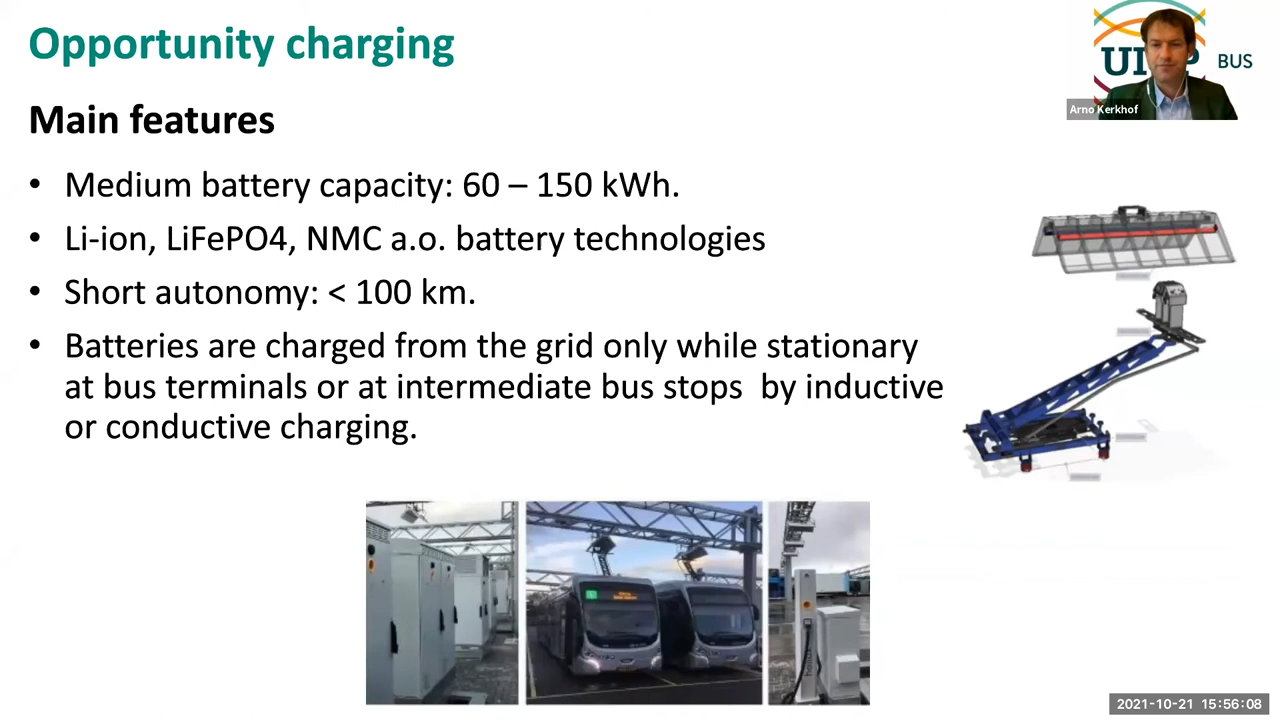 Opportunity charging
BUS
Arno Kerkhof
Main features
• Medium battery capacity: 60 – 150 kWh.
• Li-ion, LiFePO4, NMC a.o. battery technologies
• Short autonomy: < 100 km.
• Batteries are charged from the grid only while stationary
at bus terminals or at intermediate bus stops by inductive
or conductive charging.
2021-10-21 15:56:08